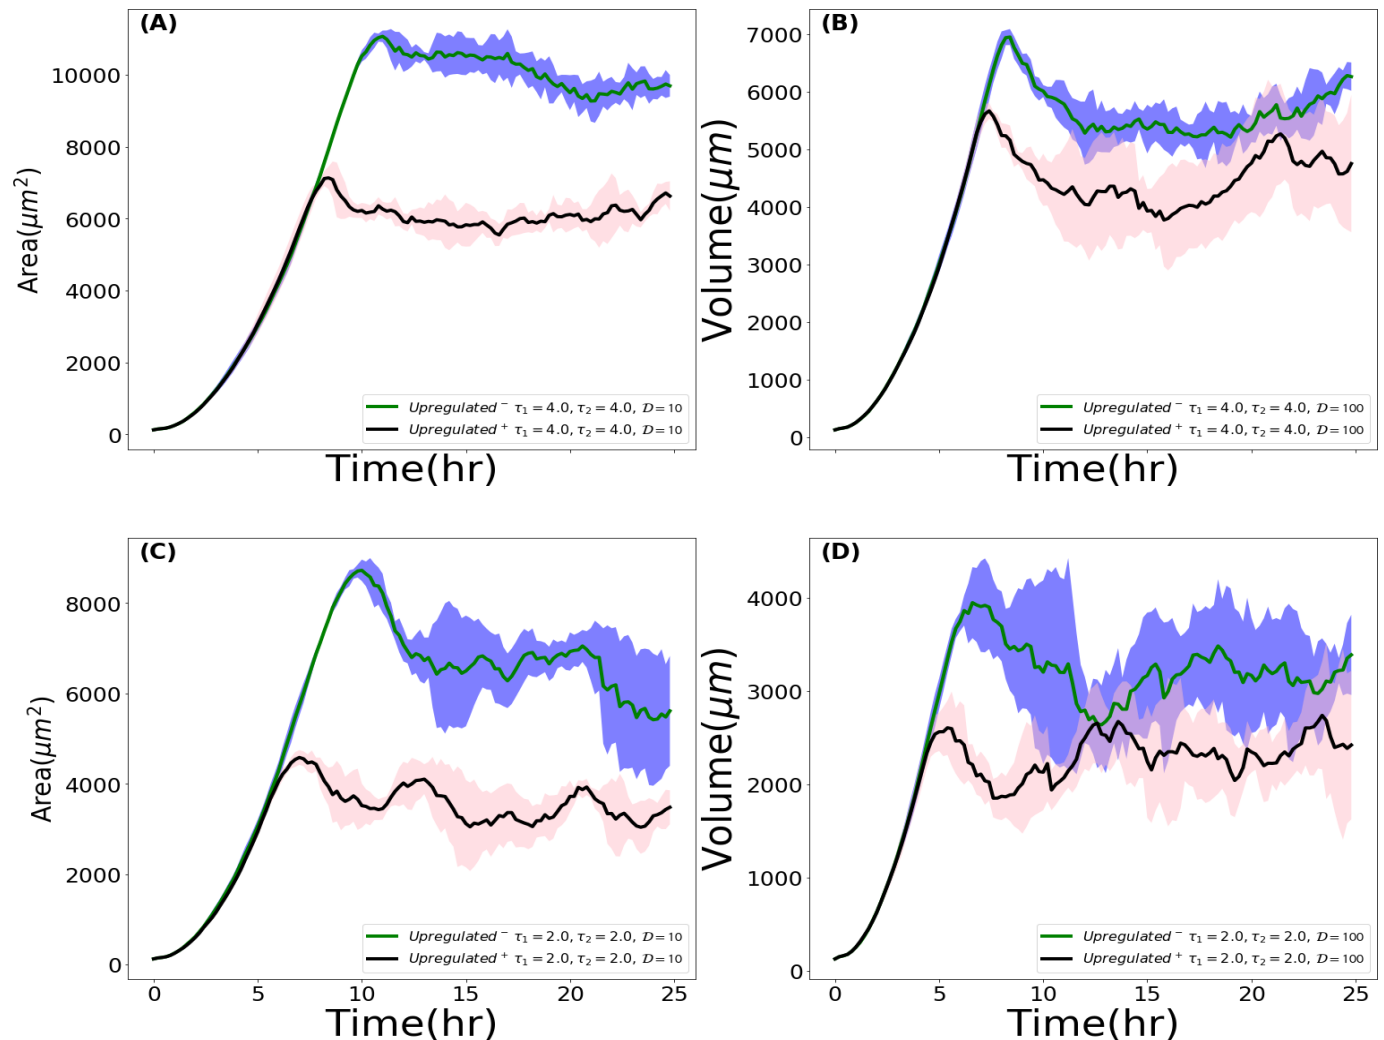 (A)
10000
8000
6000
4000
2000
0
Area(μm²)
Upregulated⁻ τ₁ = 4.0, τ₂ = 4.0, 𝒟 = 10
Upregulated⁺ τ₁ = 4.0, τ₂ = 4.0, 𝒟 = 10
Time(hr)
(B)
7000
6000
5000
4000
3000
2000
1000
0
Volume(μm)
Upregulated⁻ τ₁ = 4.0, τ₂ = 4.0, 𝒟 = 100
Upregulated⁺ τ₁ = 4.0, τ₂ = 4.0, 𝒟 = 100
Time(hr)
(C)
8000
6000
4000
2000
0
Area(μm²)
Upregulated⁻ τ₁ = 2.0, τ₂ = 2.0, 𝒟 = 10
Upregulated⁺ τ₁ = 2.0, τ₂ = 2.0, 𝒟 = 10
0 5 10 15 20 25
Time(hr)
(D)
4000
3000
2000
1000
0
Volume(μm)
Upregulated⁻ τ₁ = 2.0, τ₂ = 2.0, 𝒟 = 100
Upregulated⁺ τ₁ = 2.0, τ₂ = 2.0, 𝒟 = 100
0 5 10 15 20 25
Time(hr)